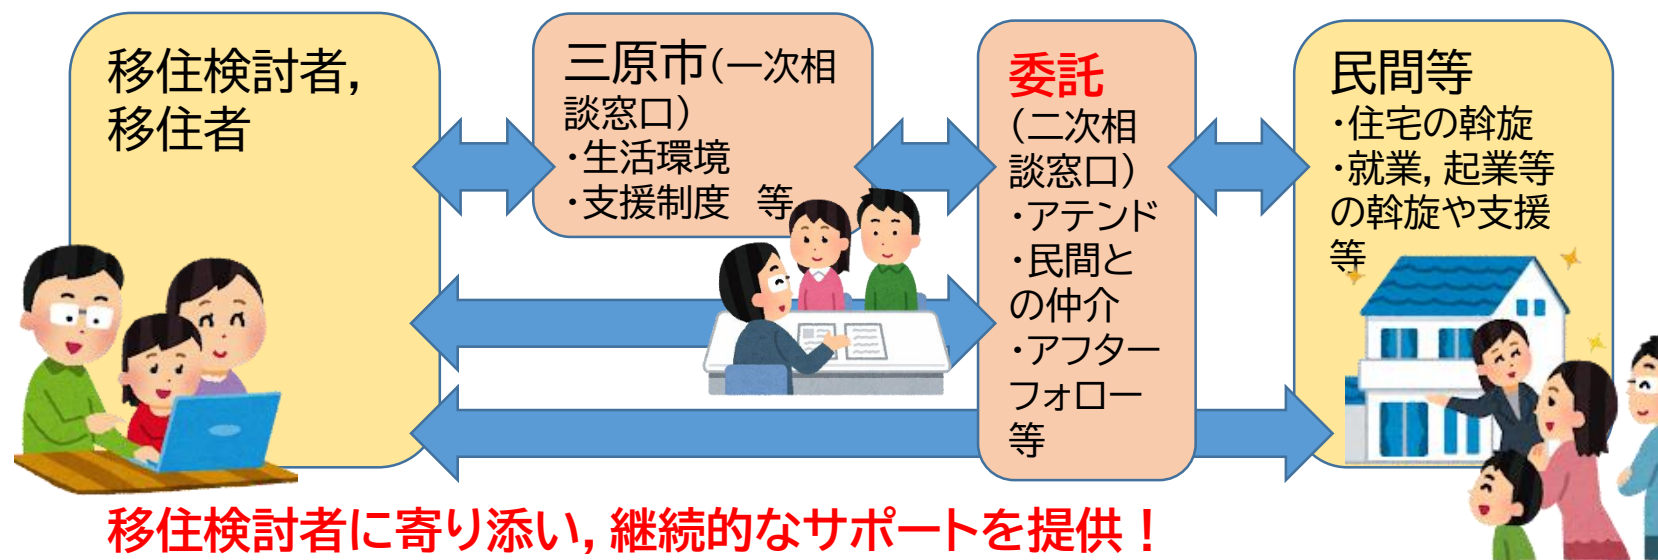 移住検討者,
移住者
三原市(一次相
談窓口)
・生活環境
・支援制度　等
委託
(二次相
談窓口)
・アテンド
・民間と
の仲介
・アフター
フォロー
等
民間等
・住宅の斡旋
・就業, 起業等
の斡旋や支援
等
移住検討者に寄り添い, 継続的なサポートを提供!